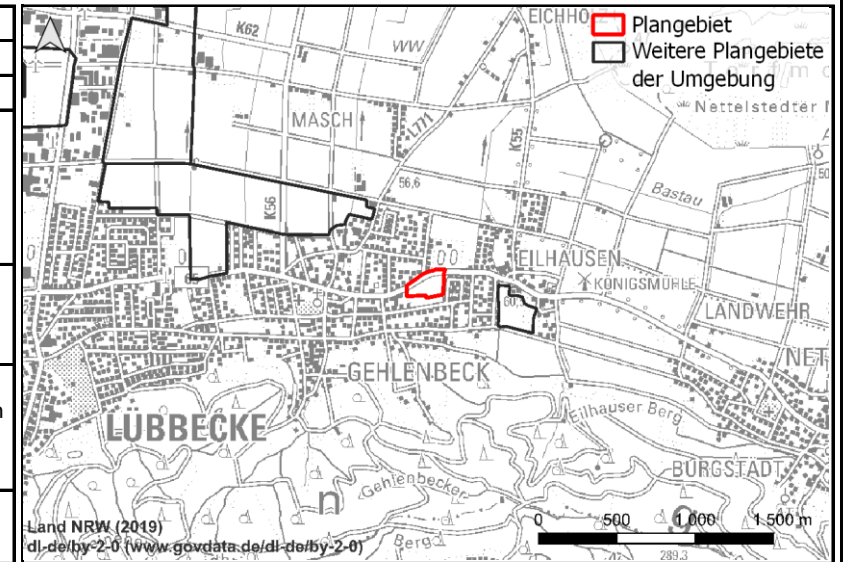 EICHHOLZ
Plangebiet
Weitere Plangebiete
der Umgebung
K62
WW
Nettelstedter M
MASCH
L771
K55
56,6
Bastau
K56
EILHAUSEN
KÖNIGSMÜHLE
LANDWEHR
60
NET
GEHLENBECK
LÜBBECKE
Eilhauser Berg
BURGSTADT
Gehlenbecker
Berg
n
Land NRW (2019)
dl-de/by-2-0 (www.govdata.de/dl-de/by-2-0)
0 500 1.000 1.500 m
289,3